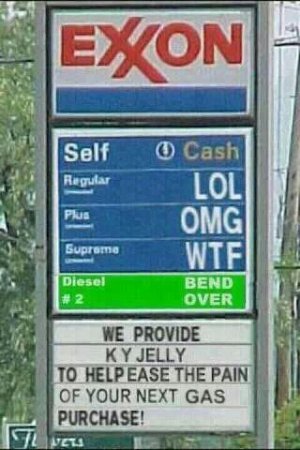 EXXON
Self Cash
Regular LOL
Plus OMG
Supreme WTF
Diesel BEND
# 2 OVER
WE PROVIDE
K Y JELLY
TO HELP EASE THE PAIN
OF YOUR NEXT GAS
PURCHASE!